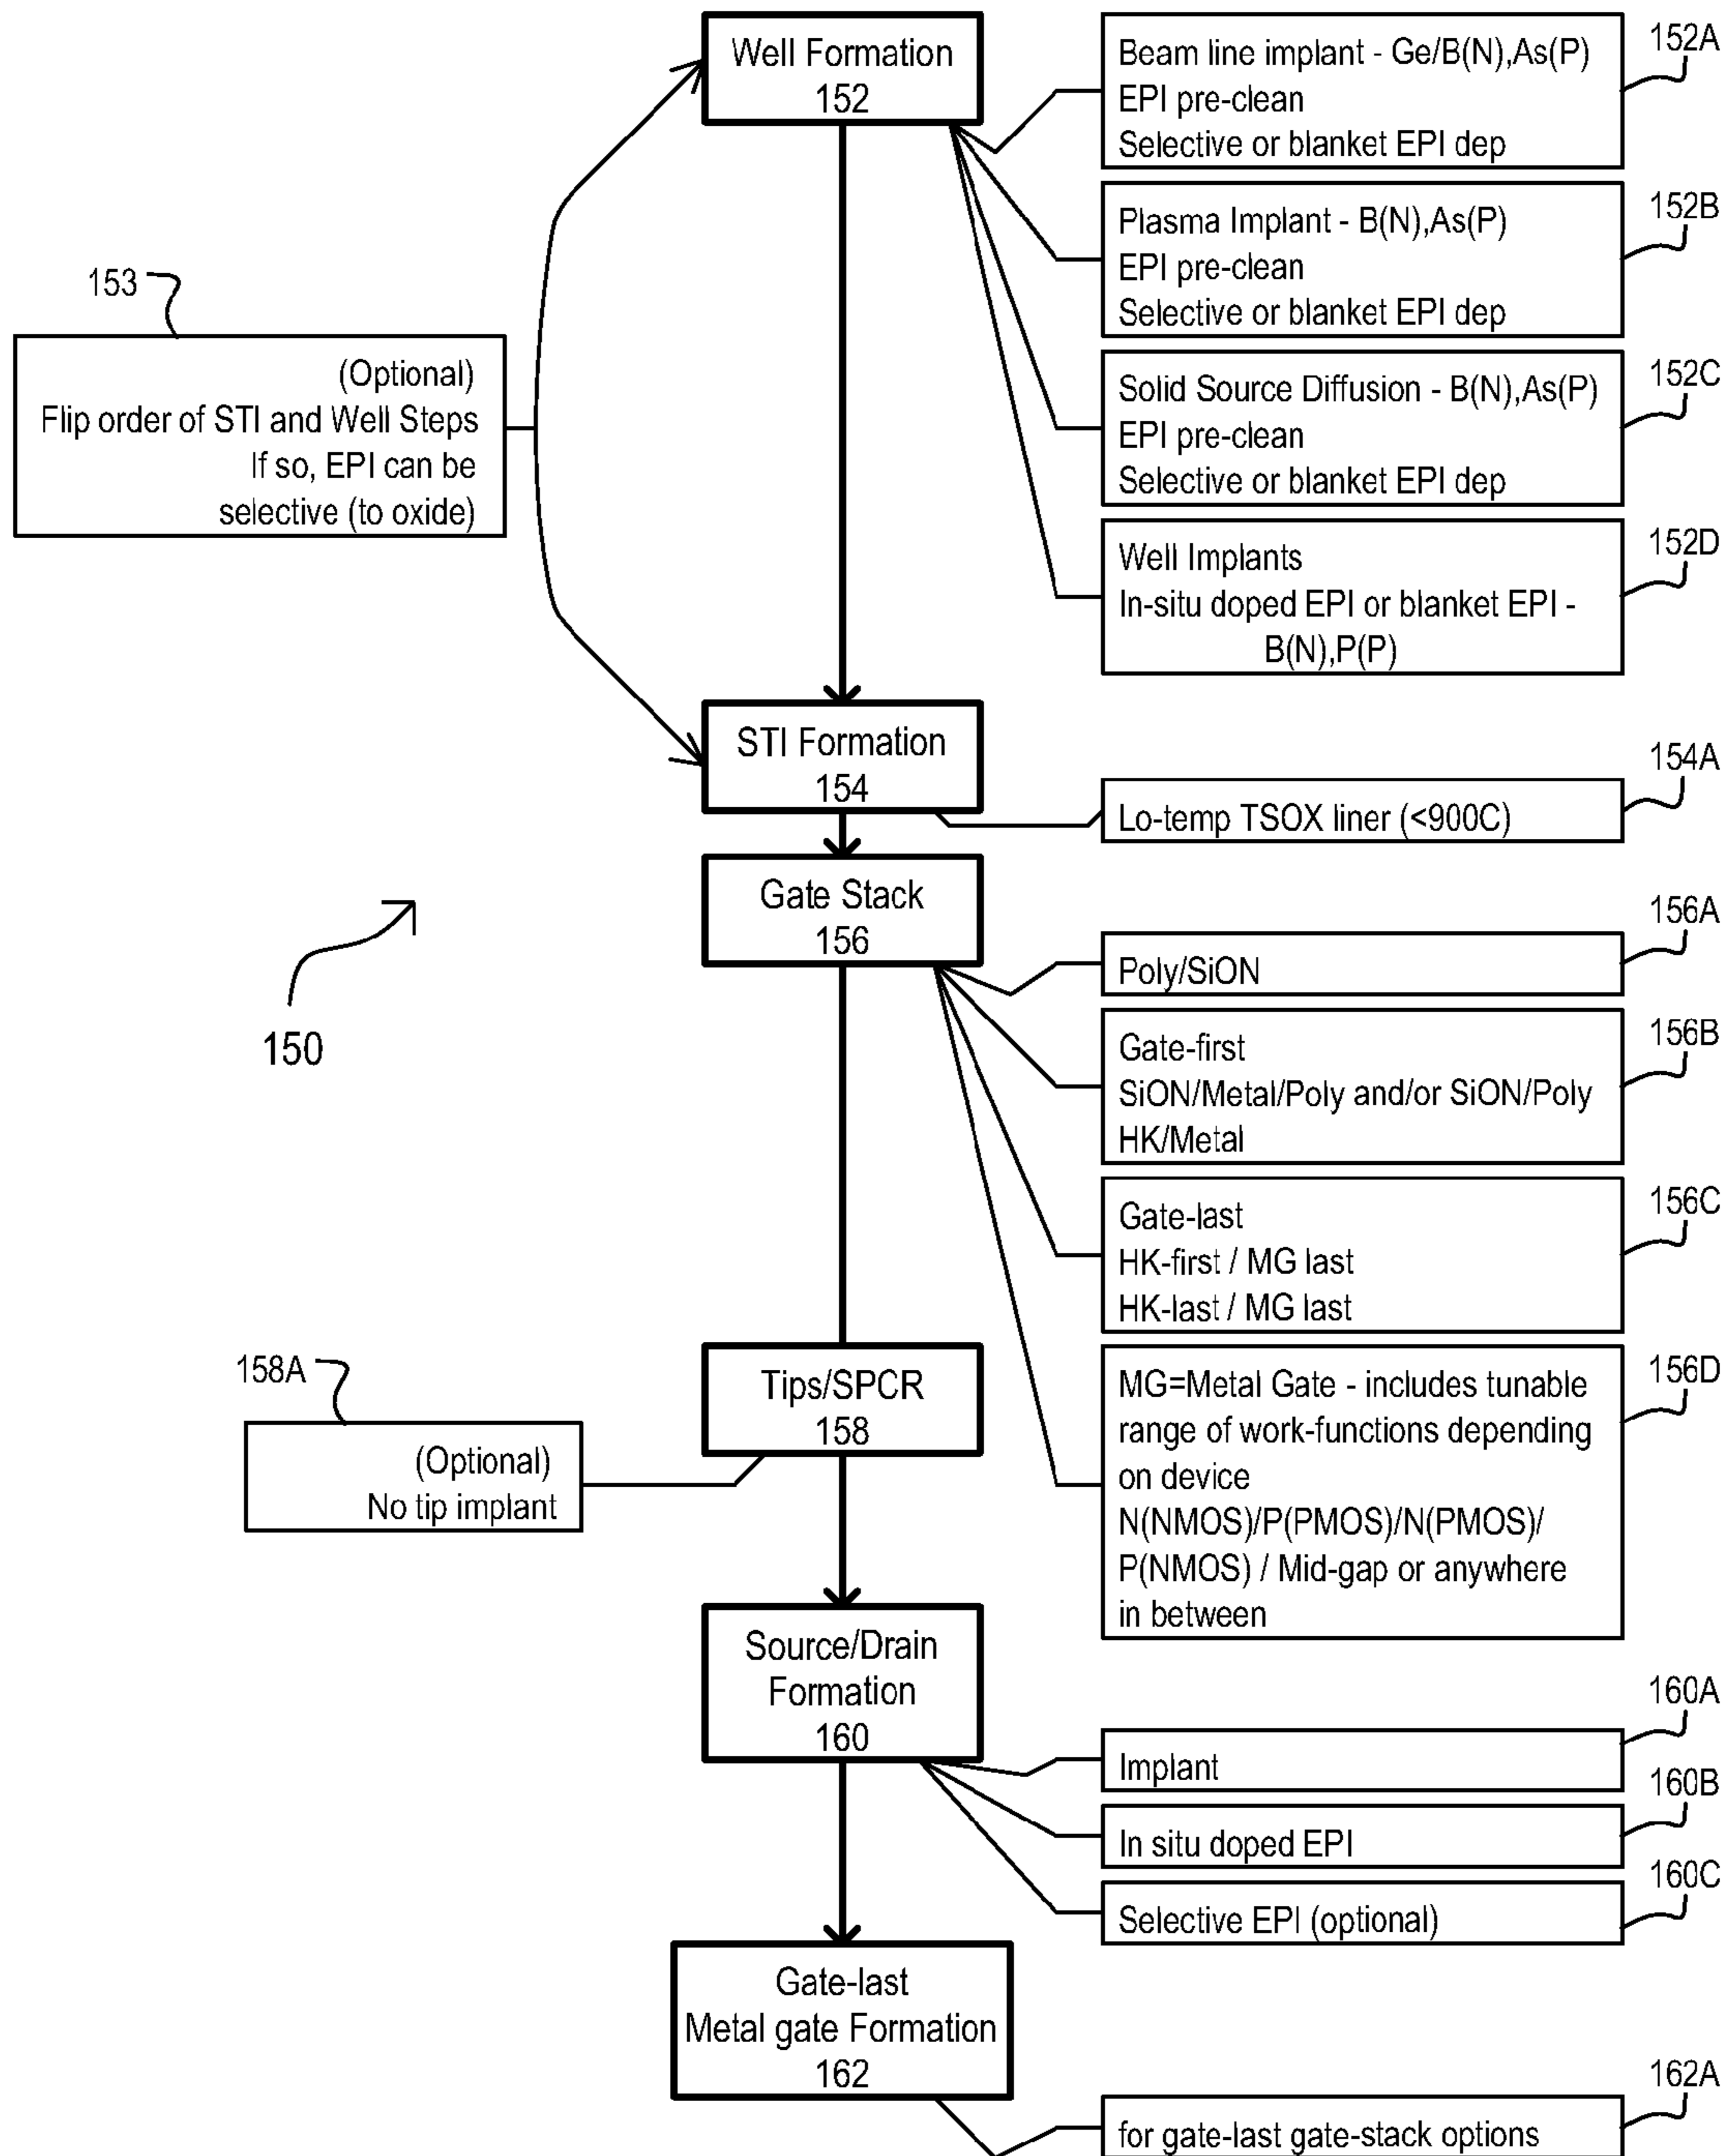 Well Formation
152
Beam line implant - Ge/B(N),As(P)
EPI pre-clean
Selective or blanket EPI dep
152A
Plasma Implant - B(N),As(P)
EPI pre-clean
Selective or blanket EPI dep
152B
153
(Optional)
Flip order of STI and Well Steps
If so, EPI can be
selective (to oxide)
Solid Source Diffusion - B(N),As(P)
EPI pre-clean
Selective or blanket EPI dep
152C
Well Implants
In-situ doped EPI or blanket EPI -
B(N),P(P)
152D
STI Formation
154
Lo-temp TSOX liner (<900C)
154A
Gate Stack
156
150
Poly/SiON
156A
Gate-first
SiON/Metal/Poly and/or SiON/Poly
HK/Metal
156B
Gate-last
HK-first / MG last
HK-last / MG last
156C
Tips/SPCR
158
158A
(Optional)
No tip implant
MG=Metal Gate - includes tunable
range of work-functions depending
on device
N(NMOS)/P(PMOS)/N(PMOS)/
P(NMOS) / Mid-gap or anywhere
in between
156D
Source/Drain
Formation
160
Implant
160A
In situ doped EPI
160B
Selective EPI (optional)
160C
Gate-last
Metal gate Formation
162
for gate-last gate-stack options
162A